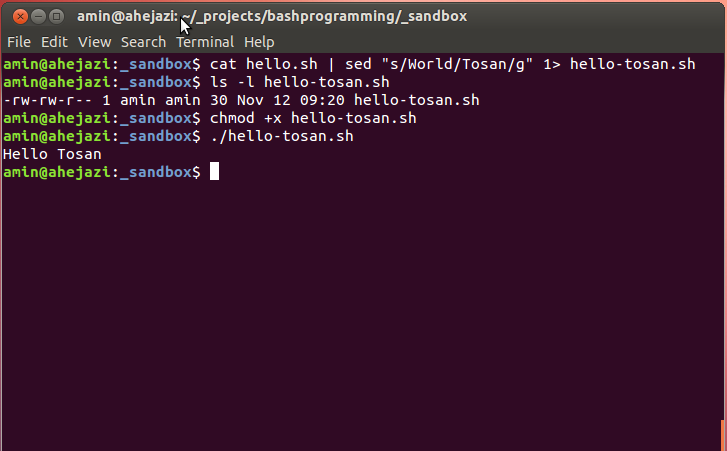 amin@ahejazi: ~/_projects/bashprogramming/_sandbox
File Edit View Search Terminal Help
amin@ahejazi:_sandbox$ cat hello.sh | sed "s/World/Tosan/g" 1> hello-tosan.sh
amin@ahejazi:_sandbox$ ls -l hello-tosan.sh
-rw-rw-r-- 1 amin amin 30 Nov 12 09:20 hello-tosan.sh
amin@ahejazi:_sandbox$ chmod +x hello-tosan.sh
amin@ahejazi:_sandbox$ ./hello-tosan.sh
Hello Tosan
amin@ahejazi:_sandbox$